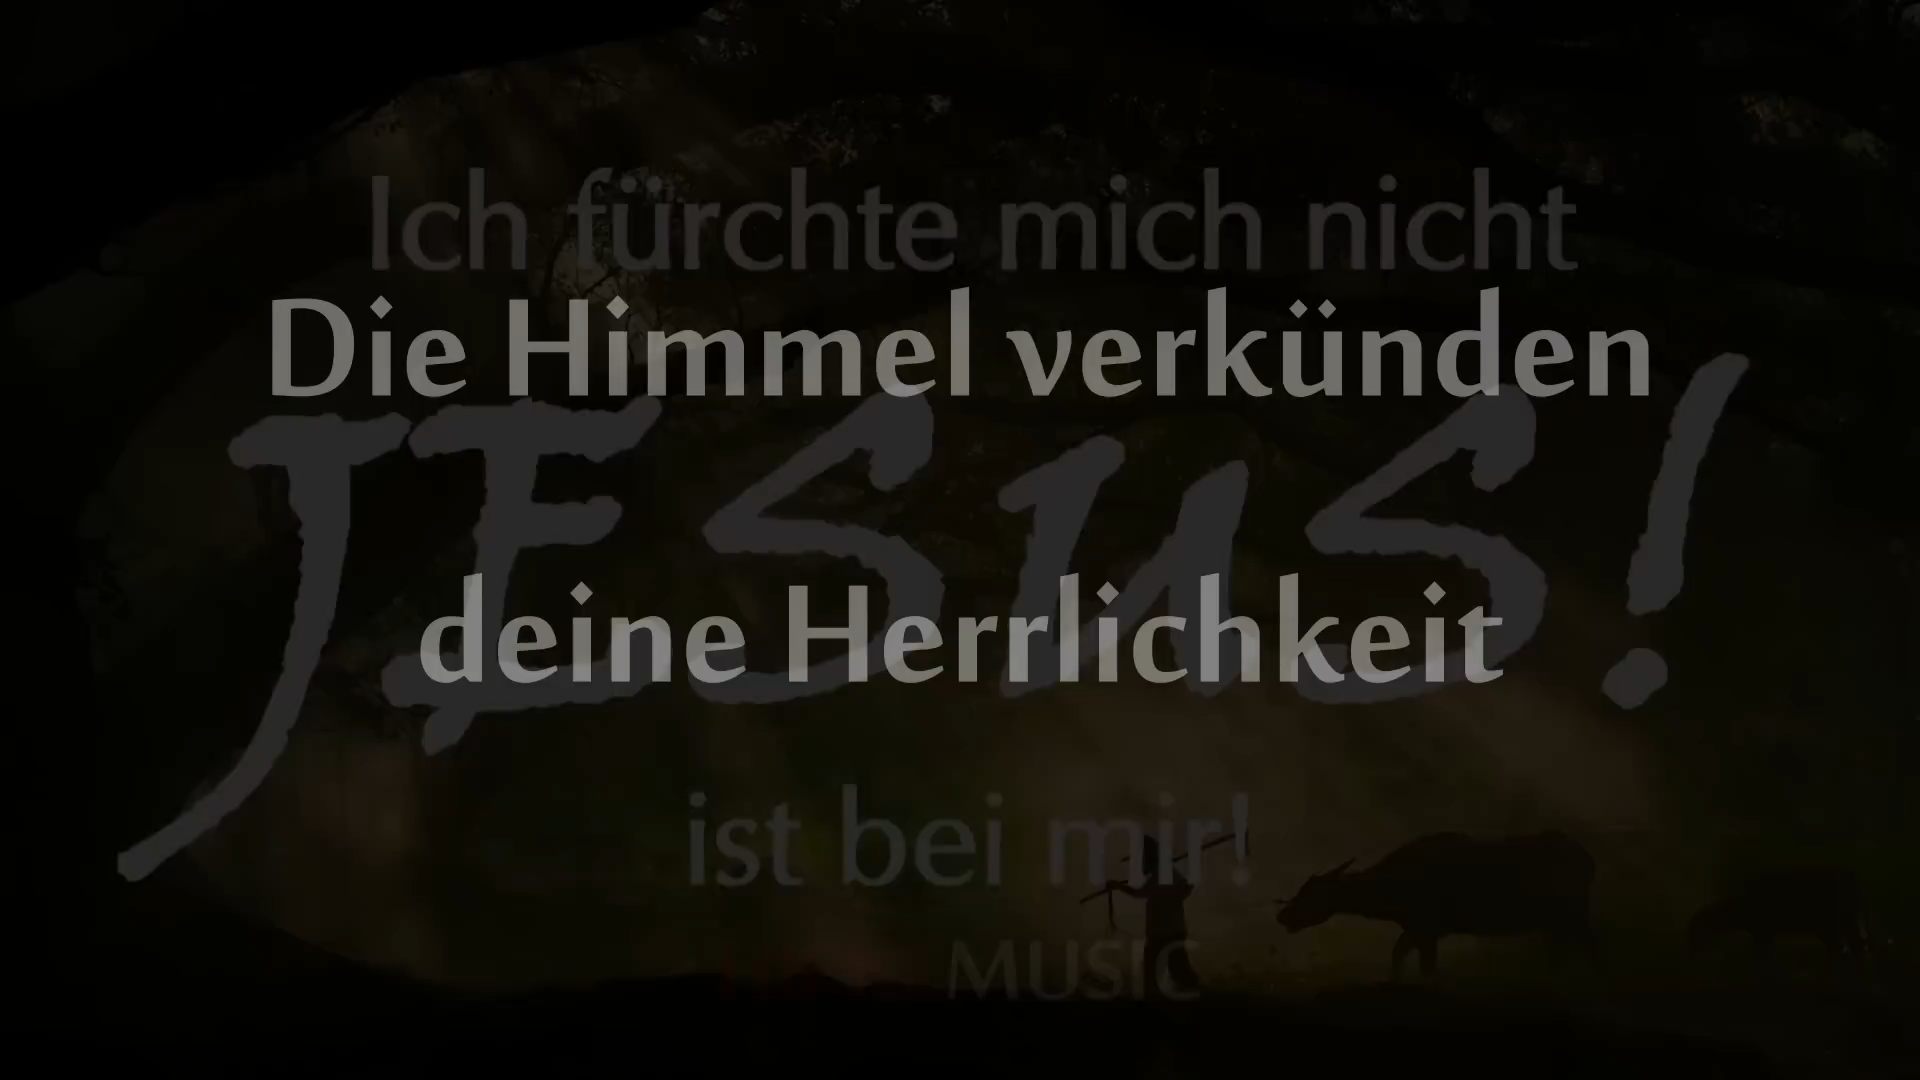 Ich fürchte mich nicht
Die Himmel verkünden
JESUS!
deine Herrlichkeit
ist bei mir!
MUSIC